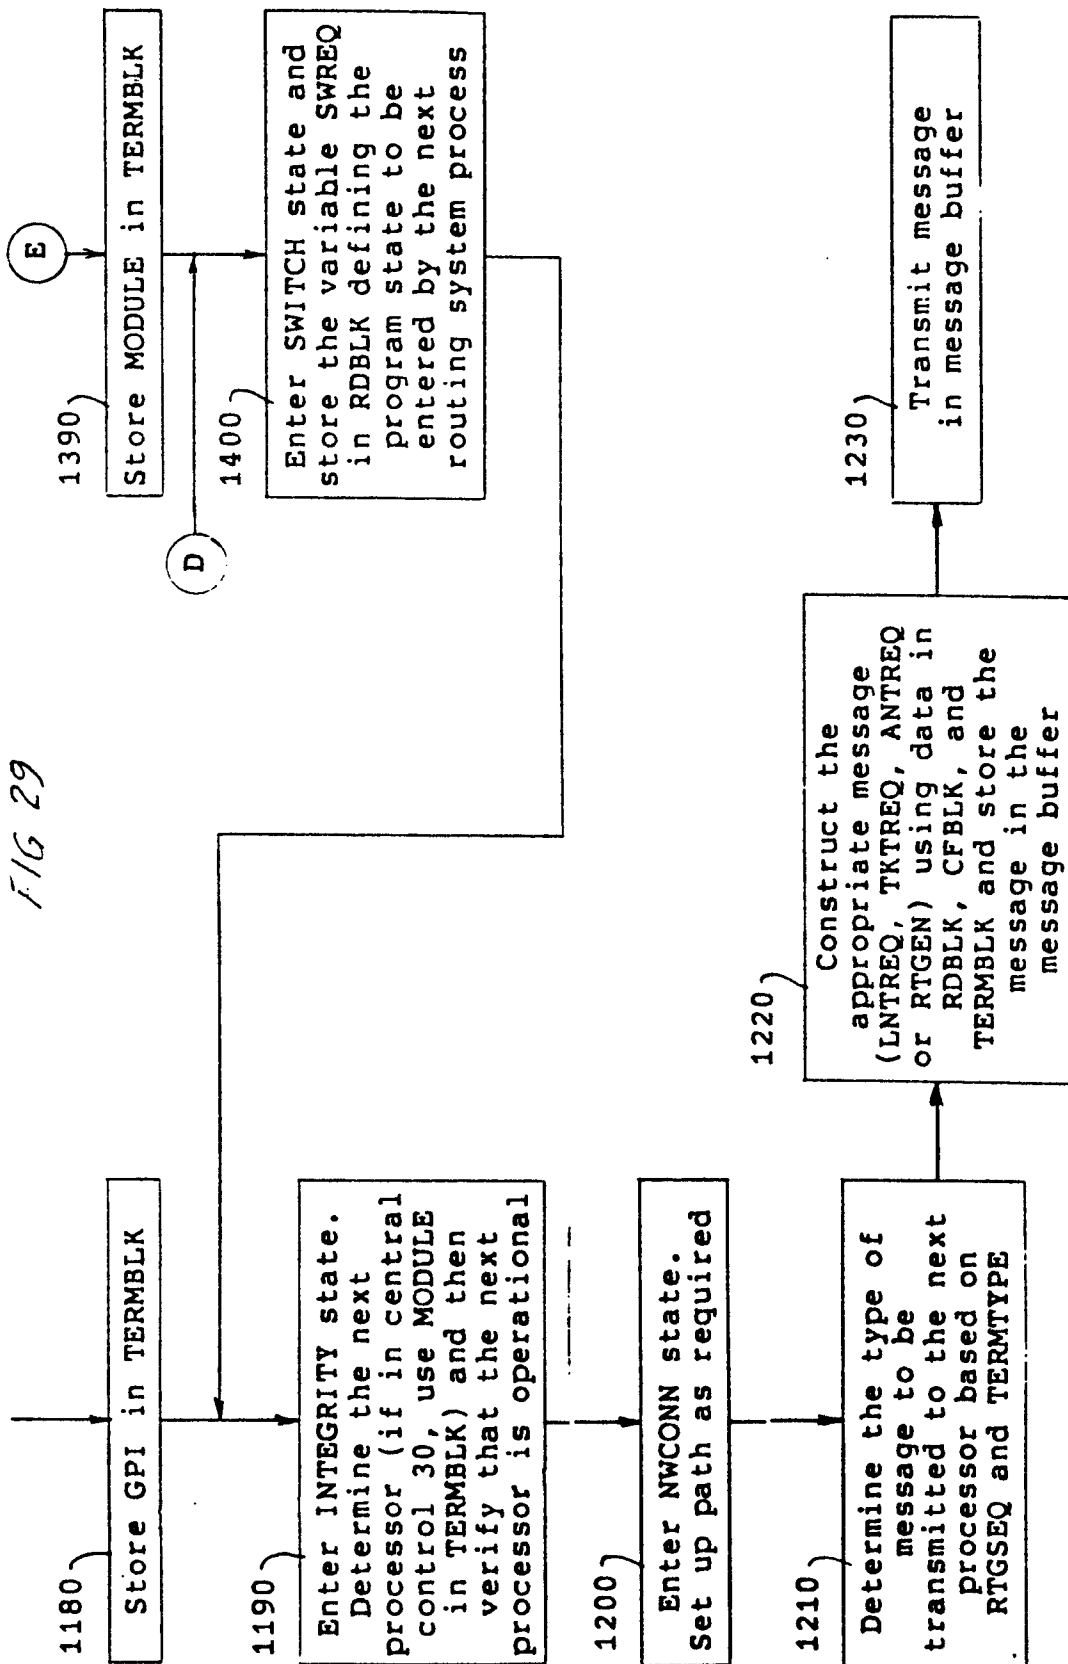 FIG 29
1180
Store GPI in TERMBLK
1190
Enter INTEGRITY state.
Determine the next
processor (if in central
control 30, use MODULE
in TERMBLK) and then
verify that the next
processor is operational
1200
Enter NWCONN state.
Set up path as required
1210
Determine the type of
message to be
transmitted to the next
processor based on
RTGSEQ and TERMTYPE
1220
Construct the
appropriate message
(LNTREQ, TKTREQ, ANTREQ
or RTGEN) using data in
RDBLK, CFBLK, and
TERMBLK and store the
message in the
message buffer
1230
Transmit message
in message buffer
E
1390
Store MODULE in TERMBLK
D
1400
Enter SWITCH state and
store the variable SWREQ
in RDBLK defining the
program state to be
entered by the next
routing system process